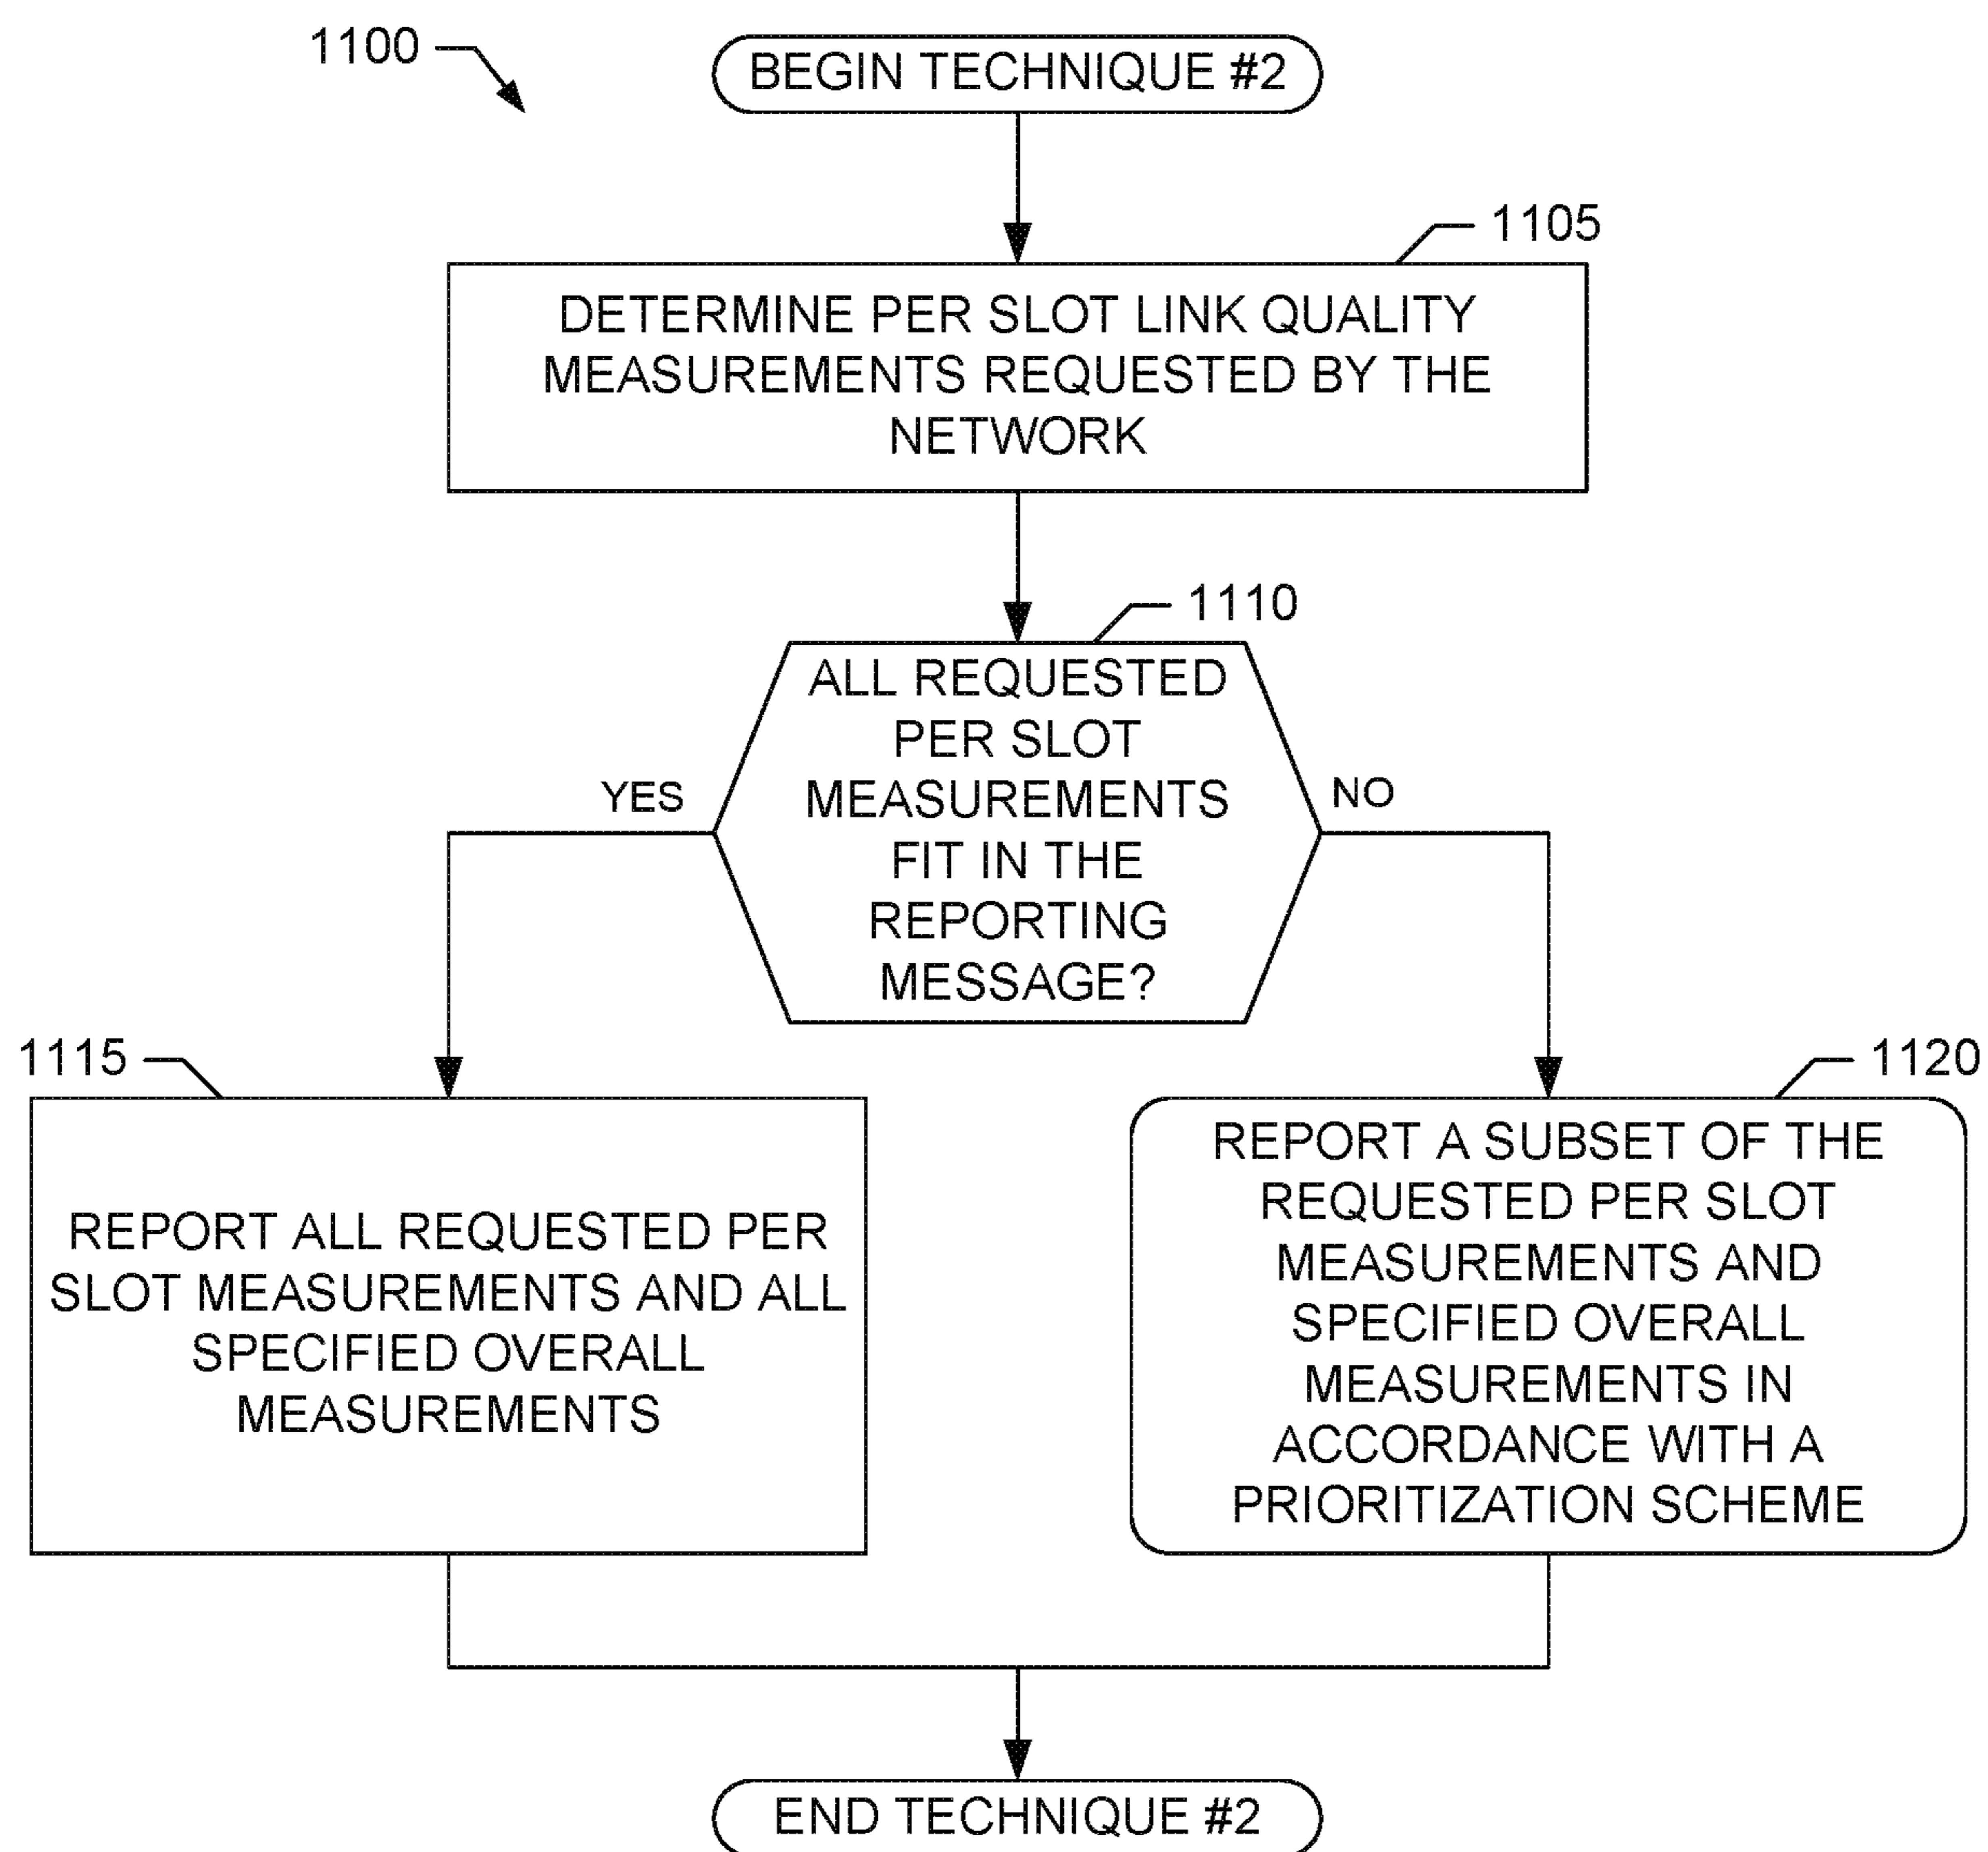 1100
BEGIN TECHNIQUE #2
1105
DETERMINE PER SLOT LINK QUALITY
MEASUREMENTS REQUESTED BY THE
NETWORK
1110
ALL REQUESTED
PER SLOT
MEASUREMENTS
FIT IN THE
REPORTING
MESSAGE?
YES
NO
1115
REPORT ALL REQUESTED PER
SLOT MEASUREMENTS AND ALL
SPECIFIED OVERALL
MEASUREMENTS
1120
REPORT A SUBSET OF THE
REQUESTED PER SLOT
MEASUREMENTS AND
SPECIFIED OVERALL
MEASUREMENTS IN
ACCORDANCE WITH A
PRIORITIZATION SCHEME
END TECHNIQUE #2